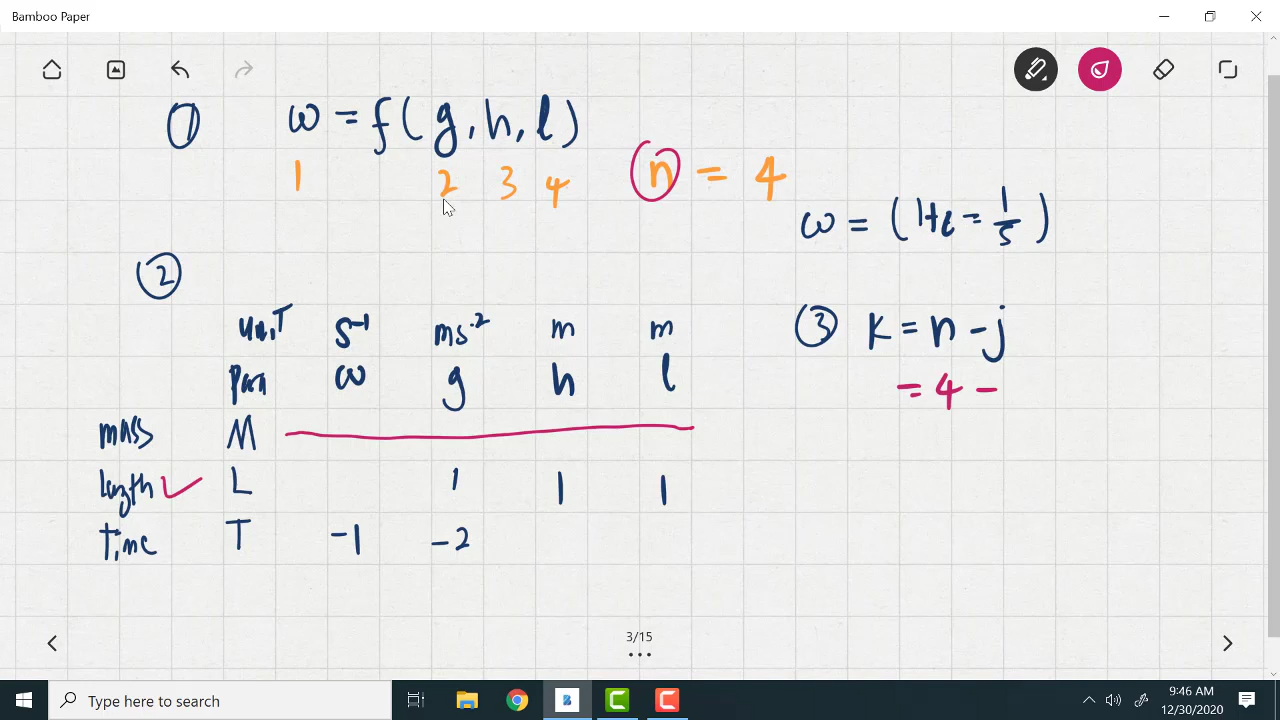 Bamboo Paper
① ω = f(g, h, l)
1 2 3 4
n = 4
ω = (Hz = 1/s)
②
unit s⁻¹ ms⁻² m m
Para ω g h l
mass M
length L 1 1 1
time T -1 -2
③ k = n - j
= 4 -
3/15
Type here to search
9:46 AM
12/30/2020